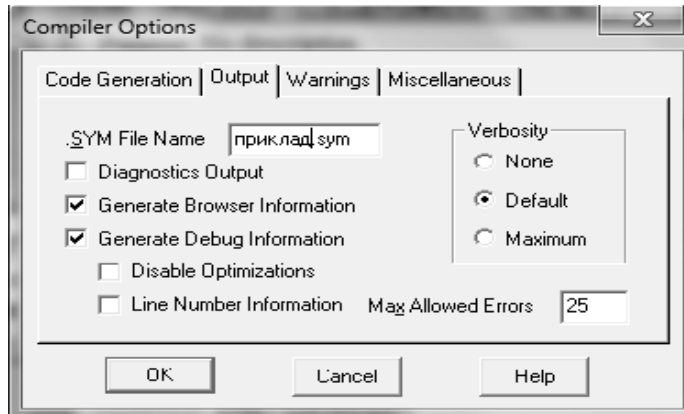 Compiler Options
Code Generation Output Warnings Miscellaneous
.SYM File Name приклад.sym
Verbosity
Diagnostics Output
None
Generate Browser Information
Default
Generate Debug Information
Maximum
Disable Optimizations
Line Number Information
Max Allowed Errors 25
OK Cancel Help